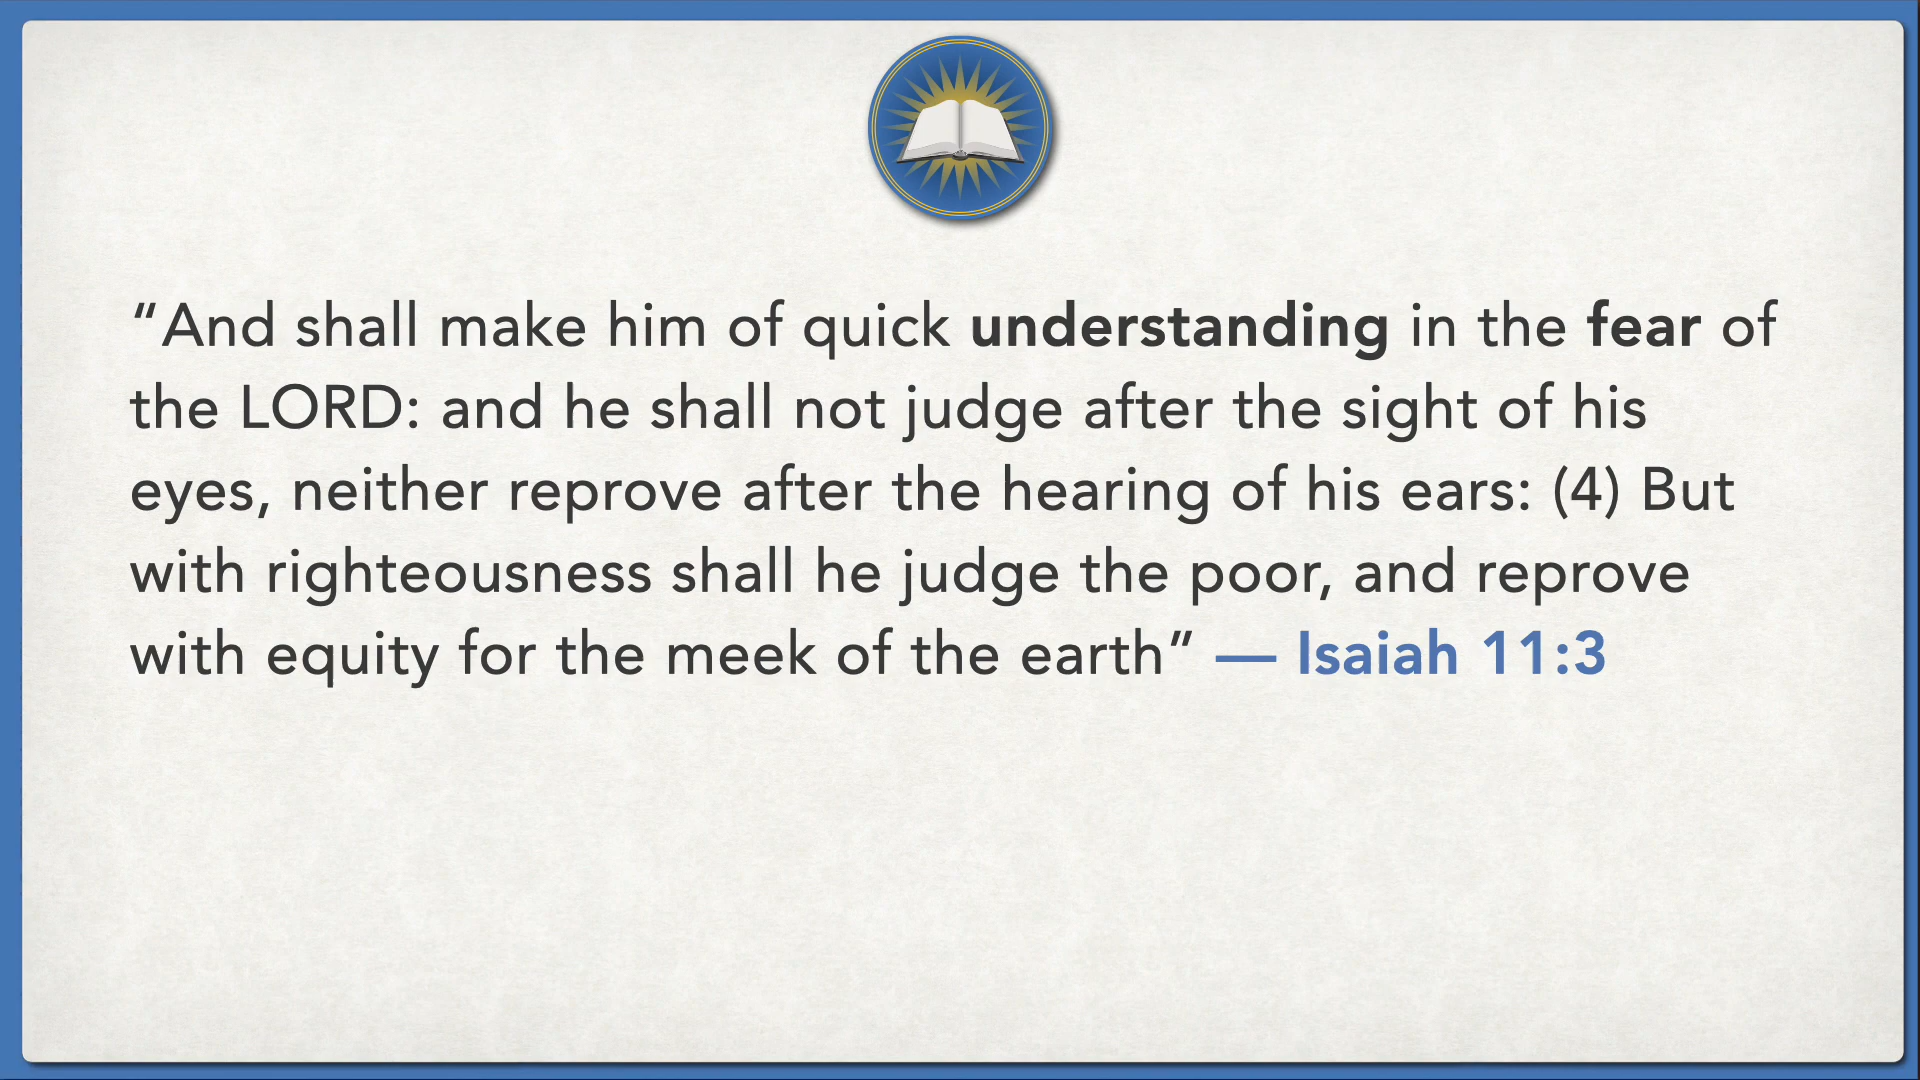 “And shall make him of quick understanding in the fear of
the LORD: and he shall not judge after the sight of his
eyes, neither reprove after the hearing of his ears: (4) But
with righteousness shall he judge the poor, and reprove
with equity for the meek of the earth” — Isaiah 11:3